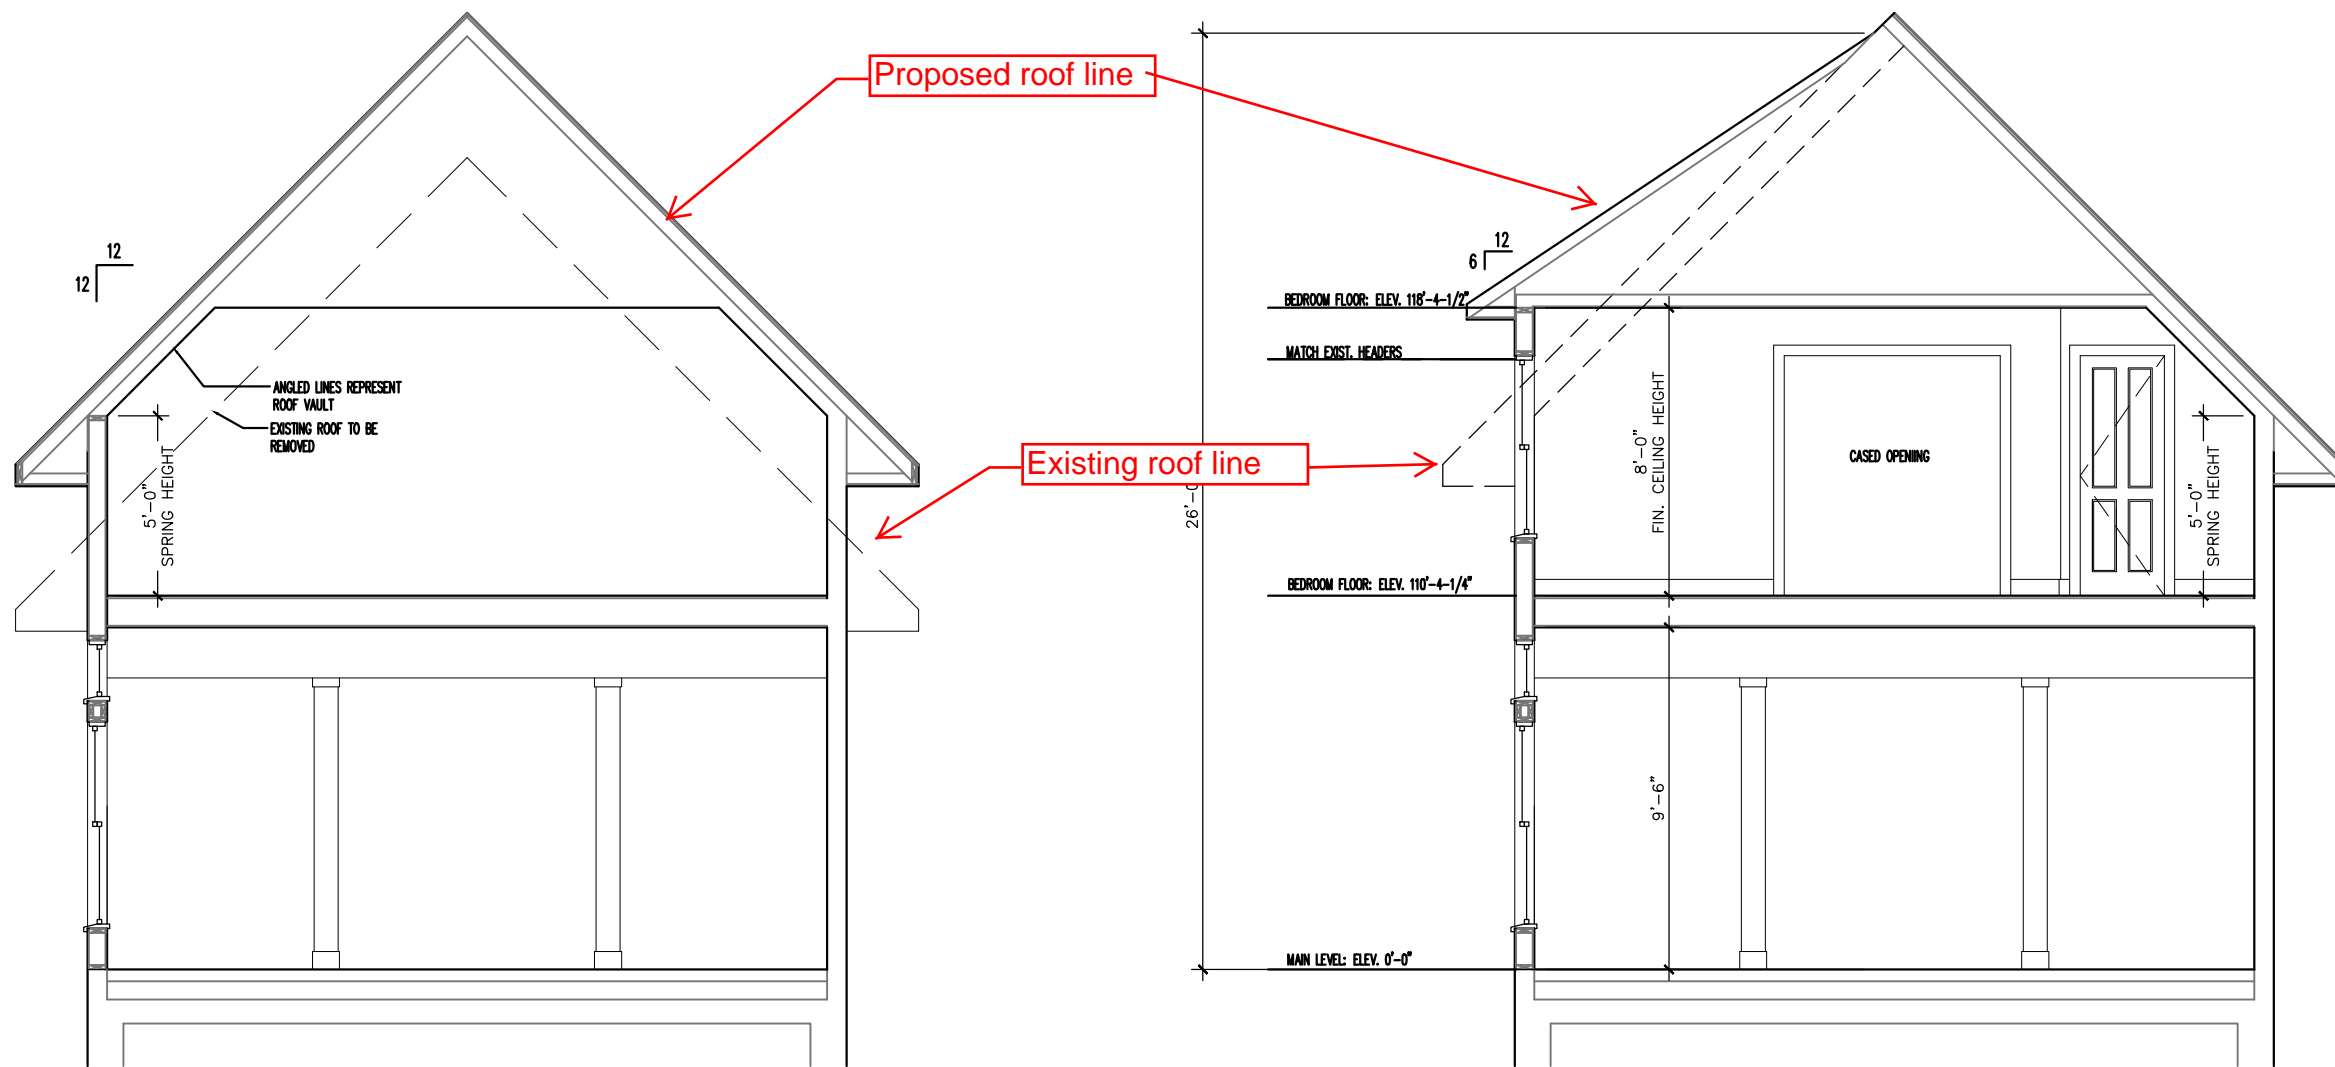 Proposed roof line
12
12
ANGLED LINES REPRESENT
ROOF VAULT
EXISTING ROOF TO BE
REMOVED
5'-0"
SPRING HEIGHT
Existing roof line
26'-0
12
6
BEDROOM FLOOR: ELEV. 118'-4-1/2"
MATCH EXIST. HEADERS
8'-0"
FIN. CEILING HEIGHT
CASED OPENING
5'-0"
SPRING HEIGHT
BEDROOM FLOOR: ELEV. 110'-4-1/4"
9'-6"
MAIN LEVEL: ELEV. 0'-0"